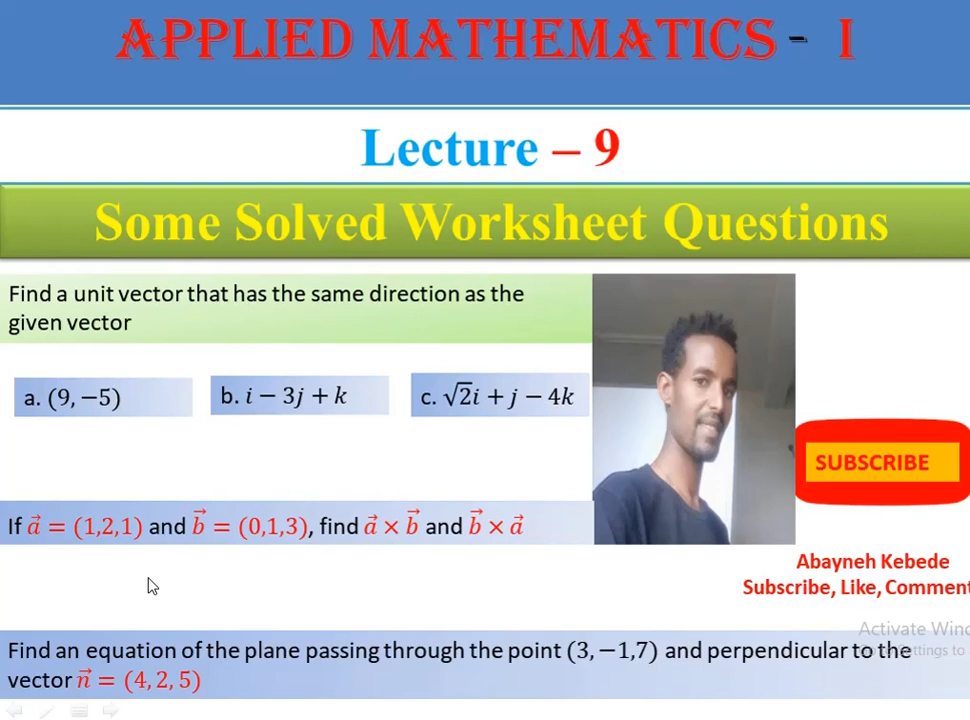 APPLIED MATHEMATICS - I
Lecture – 9
Some Solved Worksheet Questions
Find a unit vector that has the same direction as the
given vector
a. (9, −5)
b. i − 3j + k
c. √2i + j − 4k
SUBSCRIBE
If a⃗ = (1,2,1) and b⃗ = (0,1,3), find a⃗ × b⃗ and b⃗ × a⃗
Abayneh Kebede
Subscribe, Like, Comment
Activate Wind
Find an equation of the plane passing through the point (3, −1,7) and perpendicular to the
Settings to
vector n⃗ = (4, 2, 5)